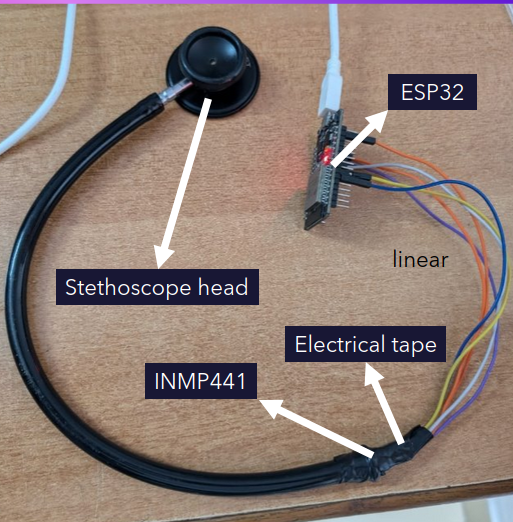 ESP32
linear
Stethoscope head
Electrical tape
INMP441